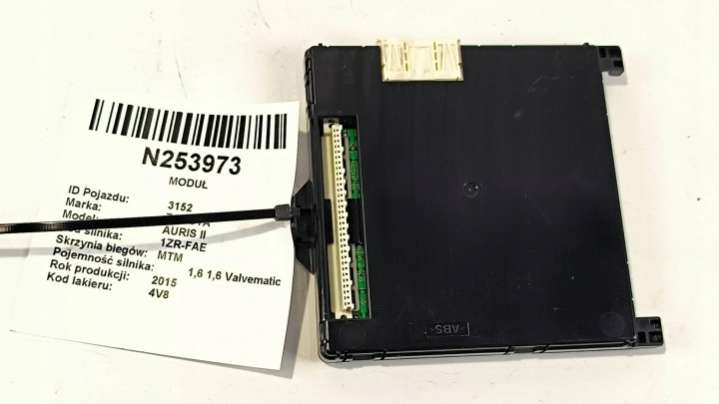 N253973
MODUŁ
ID Pojazdu: 3152
Marka:
Model: AURIS II
silnika: 1ZR-FAE
Skrzynia biegów: MTM
Pojemność silnika: 1,6 1,6 Valvematic
Rok produkcji: 2015
Kod lakieru: 4V8
ABS